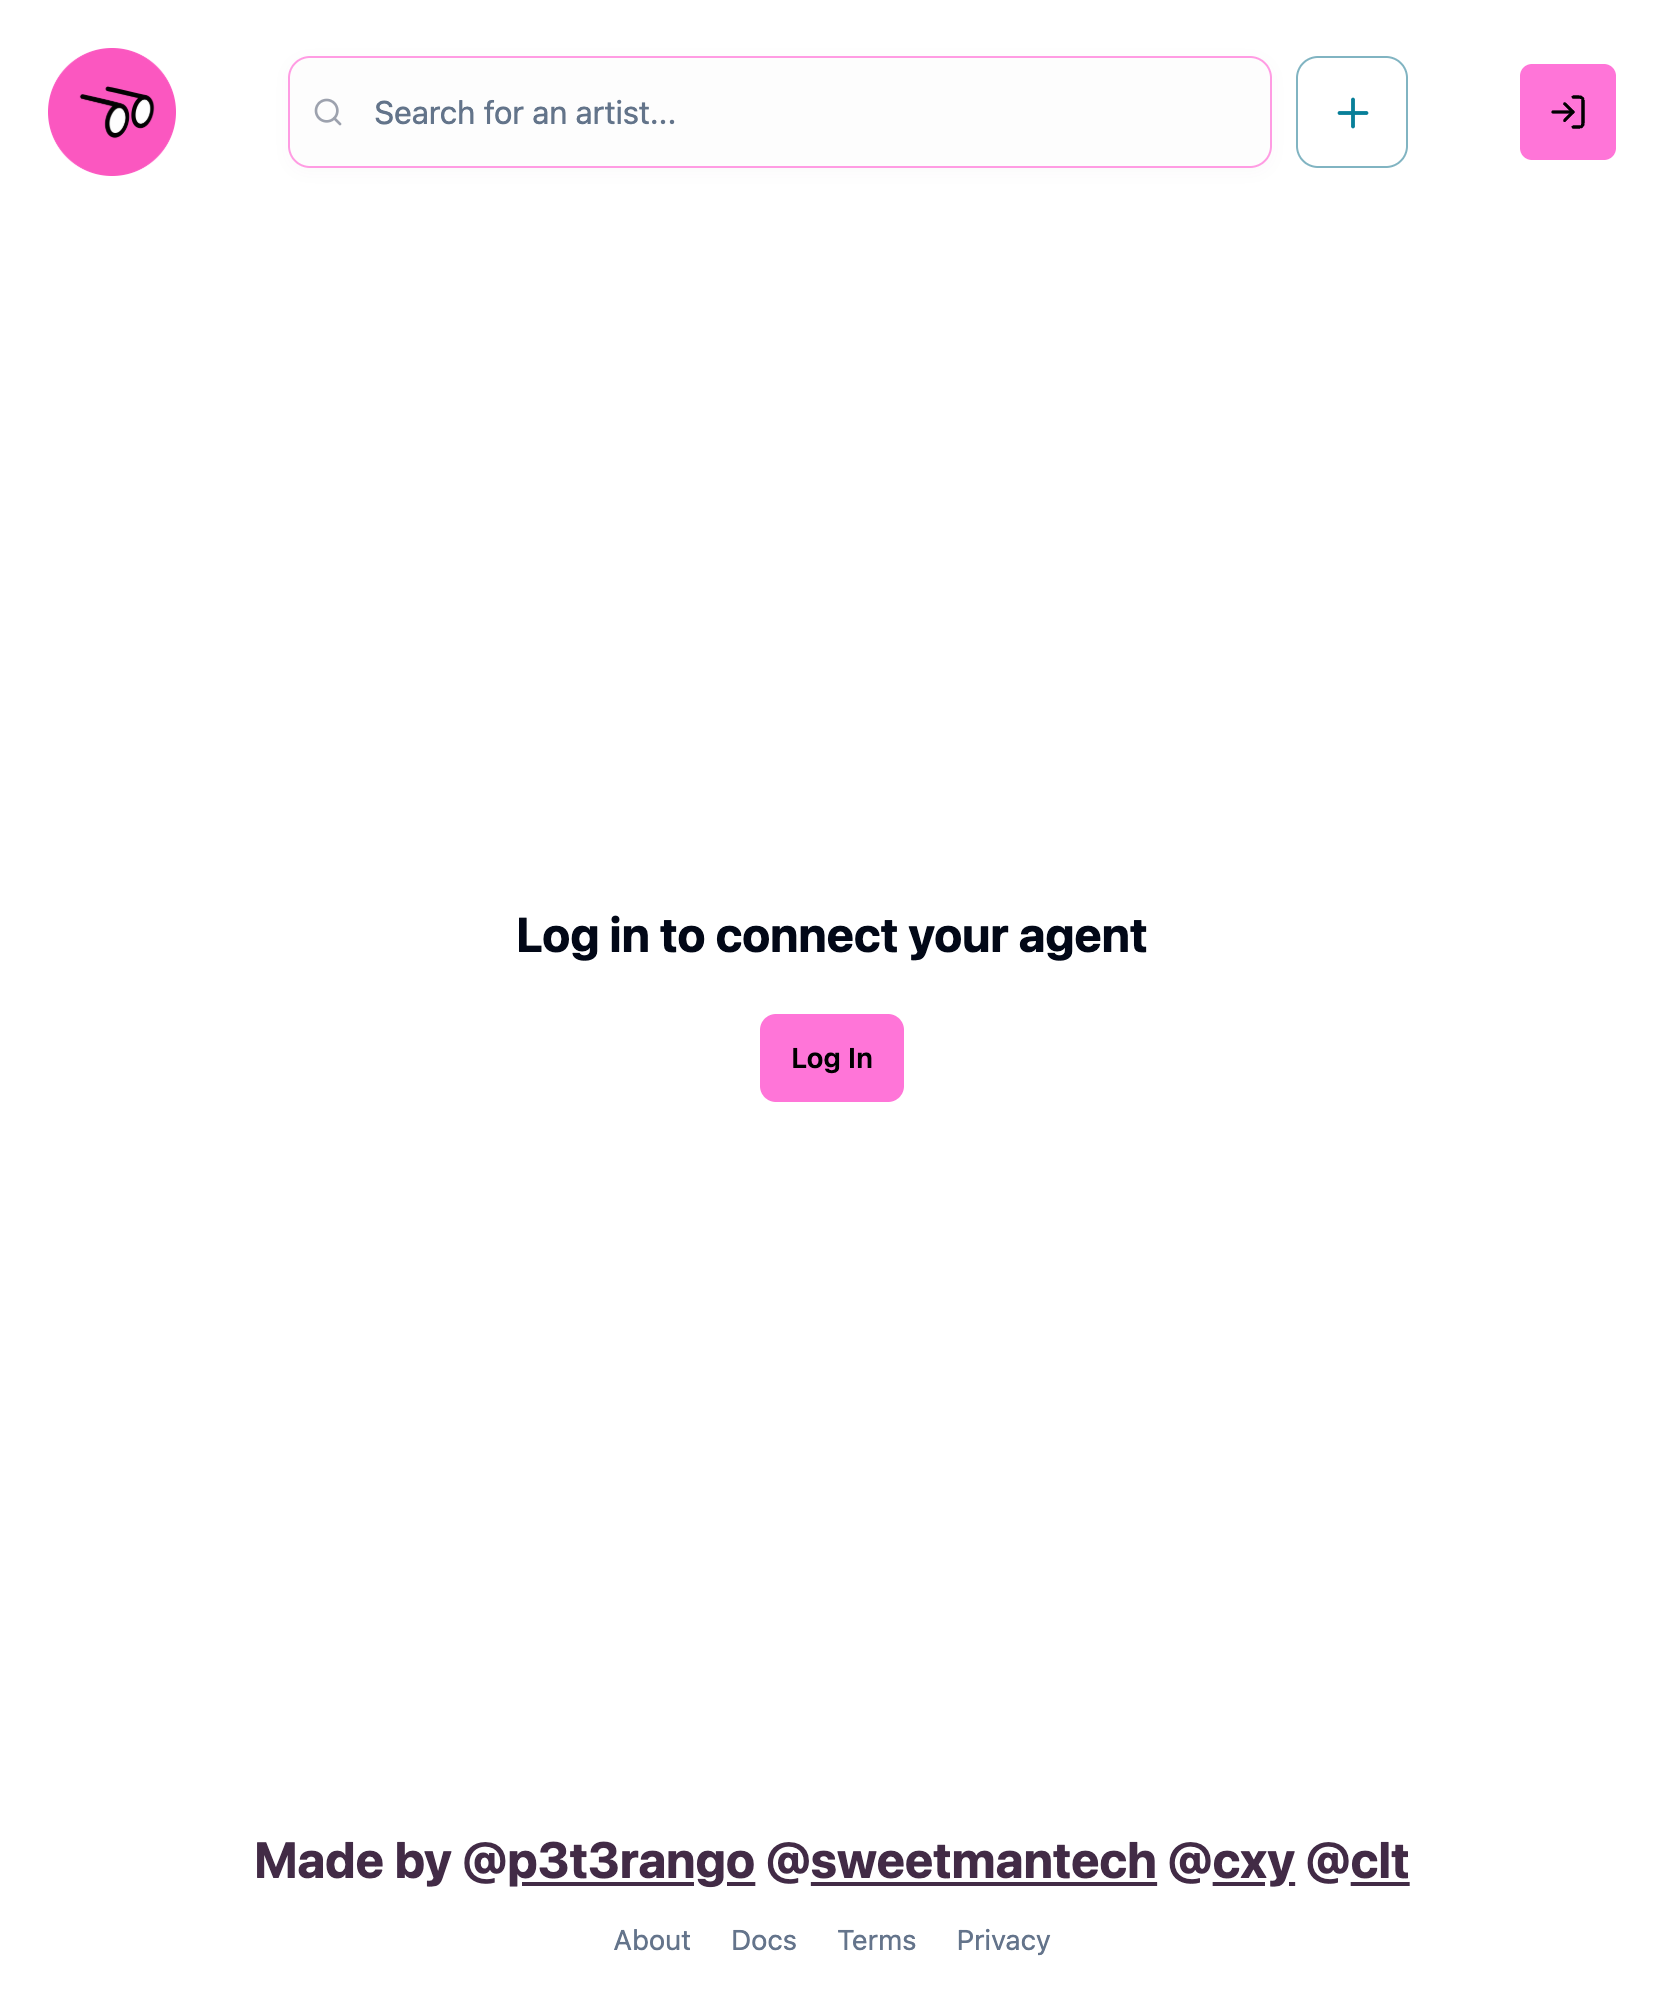 Search for an artist...
Log in to connect your agent
Log In
Made by @p3t3rango @sweetmantech @cxy @clt
About Docs Terms Privacy